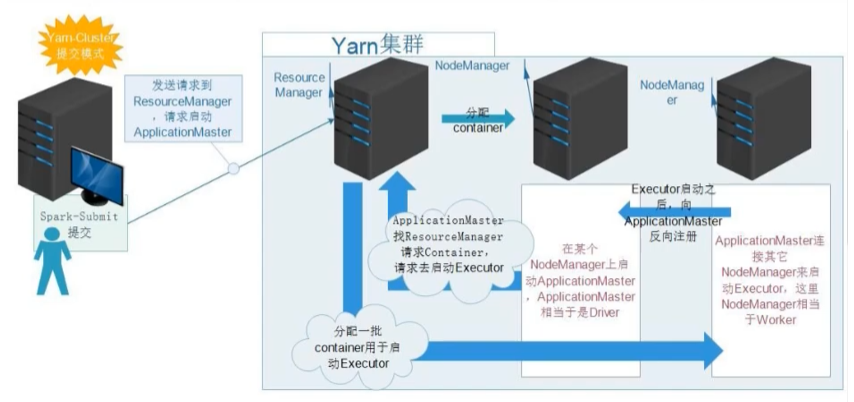 Yarn-Cluster
提交模式
发送请求到
ResourceManager
，请求启动
ApplicationMaster
Spark-Submit
提交
Yarn集群
Resource
Manager
NodeManager
分配
container
NodeManag
er
ApplicationMaster
找ResourceManager
请求Container，
请求去启动Executor
分配一批
container用于启
动Executor
在某个
NodeManager上启
动ApplicationMaster
，ApplicationMaster
相当于是Driver
Executor启动之
后，向
ApplicationMaster
反向注册
ApplicationMaster连
接其它
NodeManager来启
动Executor，这里
NodeManager相当
于Worker